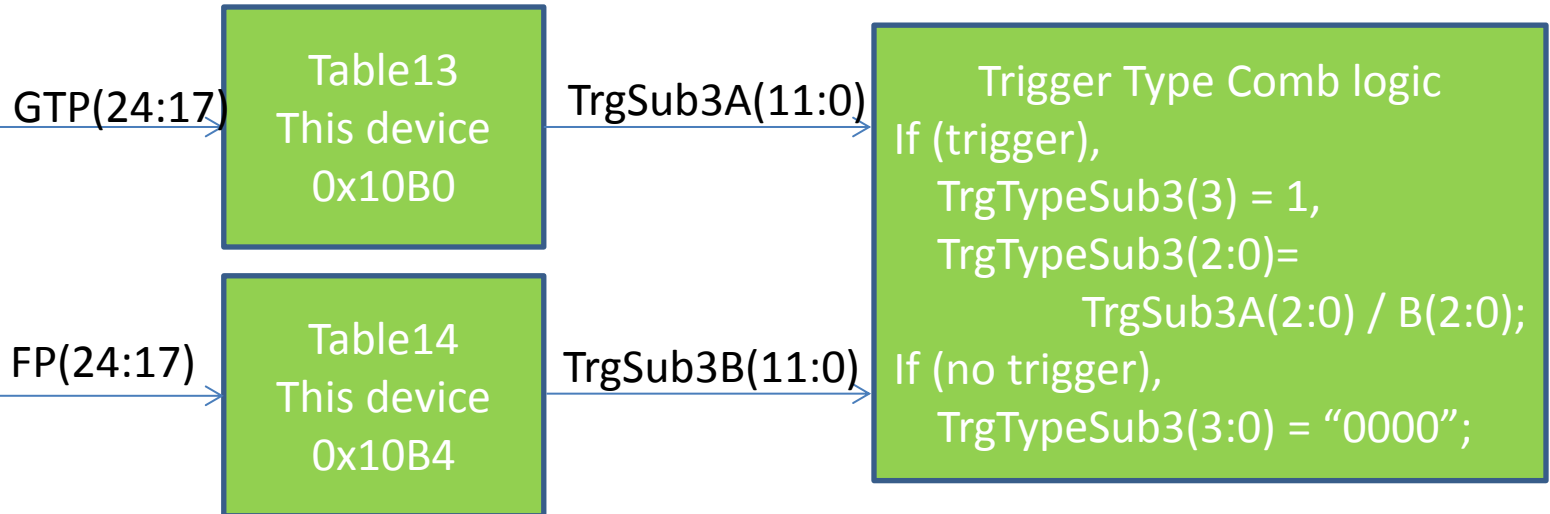 GTP(24:17)
Table13
This device
0x10B0
TrgSub3A(11:0)
FP(24:17)
Table14
This device
0x10B4
TrgSub3B(11:0)
Trigger Type Comb logic
If (trigger),
TrgTypeSub3(3) = 1,
TrgTypeSub3(2:0)=
TrgSub3A(2:0) / B(2:0);
If (no trigger),
TrgTypeSub3(3:0) = “0000”;